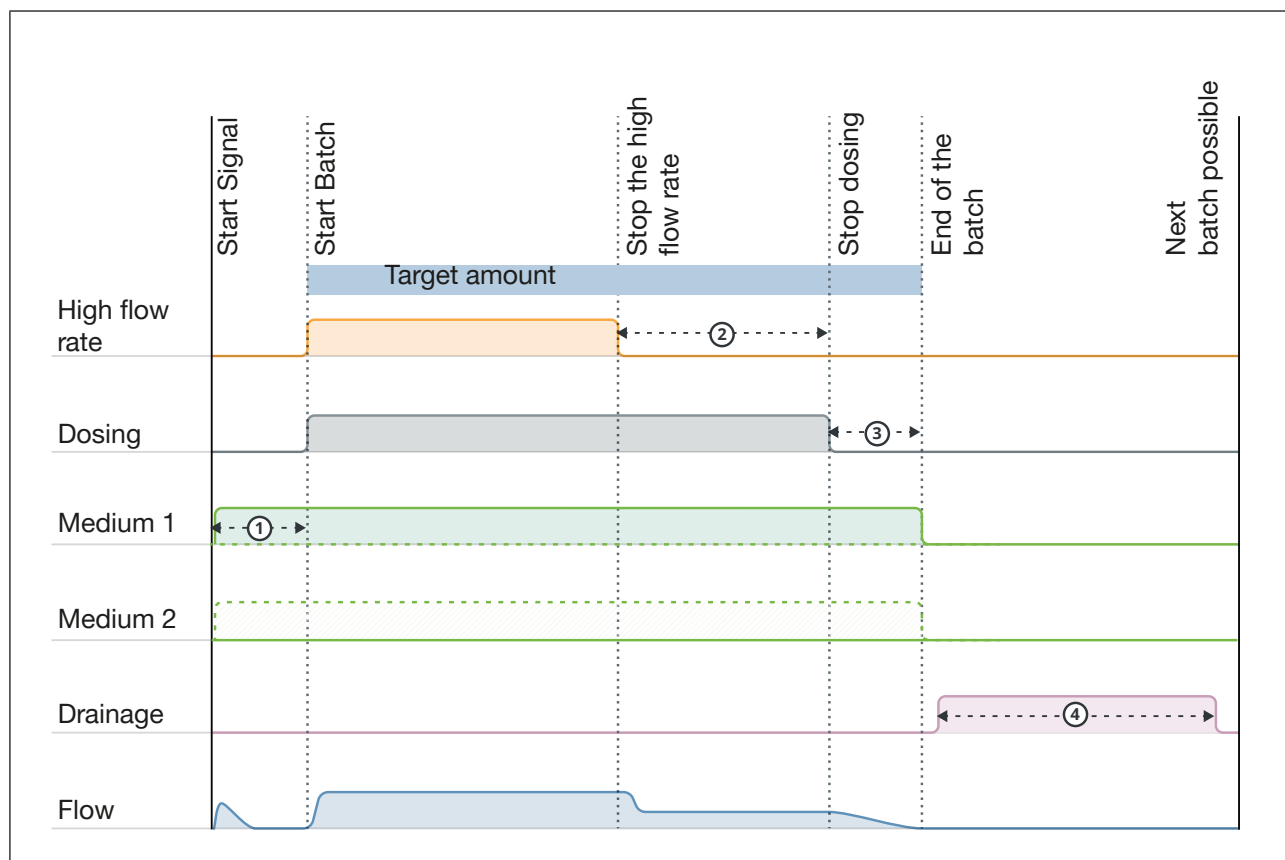 Start Signal
Start Batch
Stop the high
flow rate
Stop dosing
End of the
batch
Next
batch possible
Target amount
High flow
rate
2
Dosing
3
Medium 1
1
Medium 2
Drainage
4
Flow